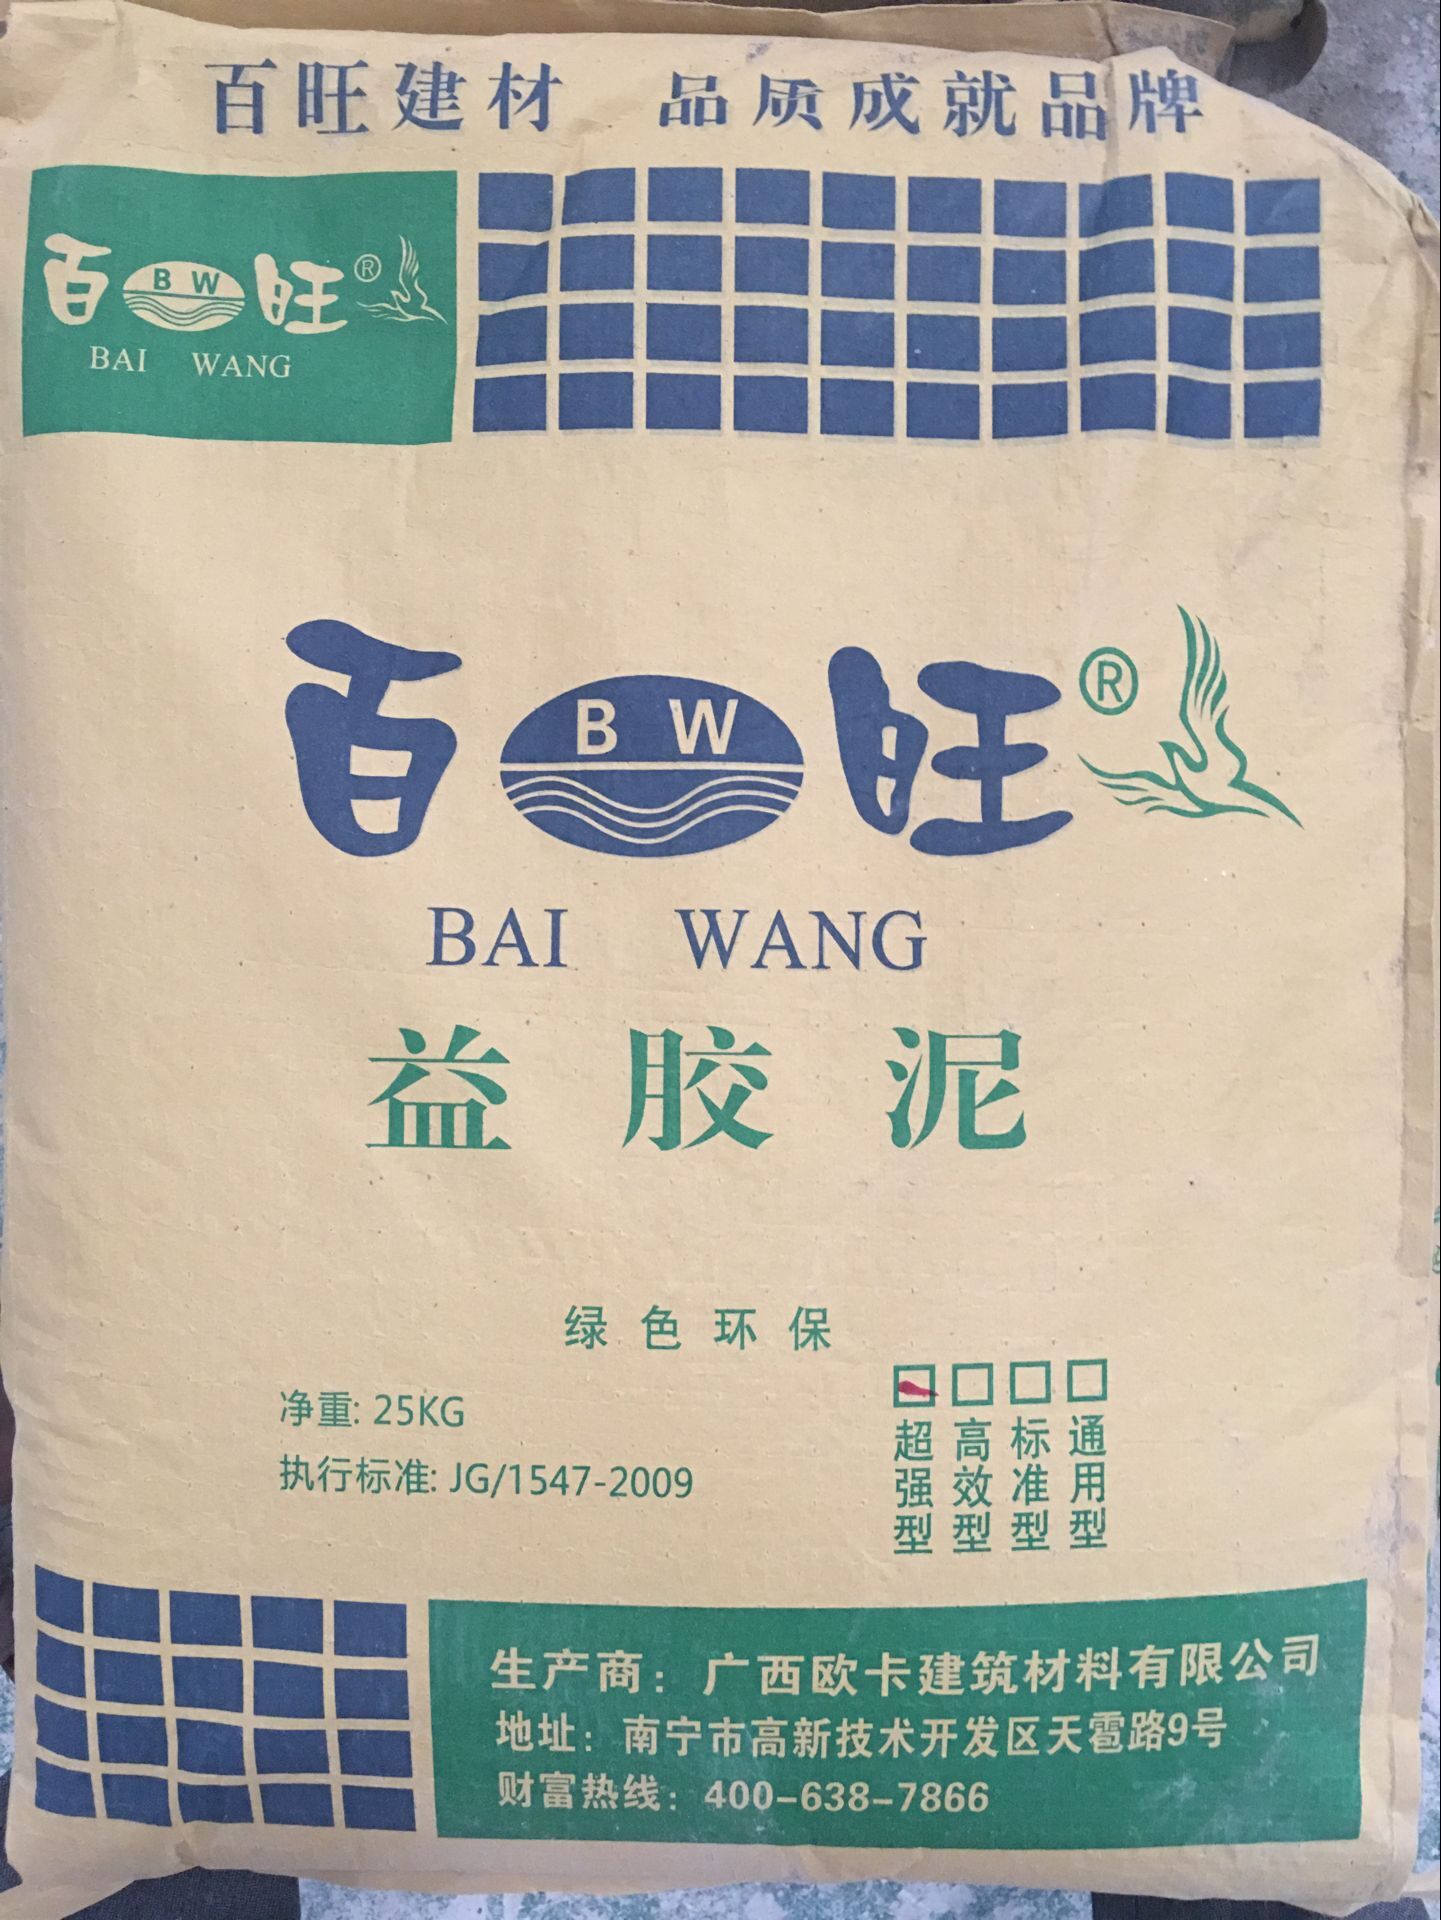 百旺建材 品质成就品牌
百 BW 旺®
BAI WANG
百 BW 旺®
BAI WANG
益胶泥
绿色环保
净重: 25KG
执行标准: JG/1547-2009
超强型 高效型 标准型 通用型
生产商：广西欧卡建筑材料有限公司
地址：南宁市高新技术开发区天雹路9号
财富热线：400-638-7866